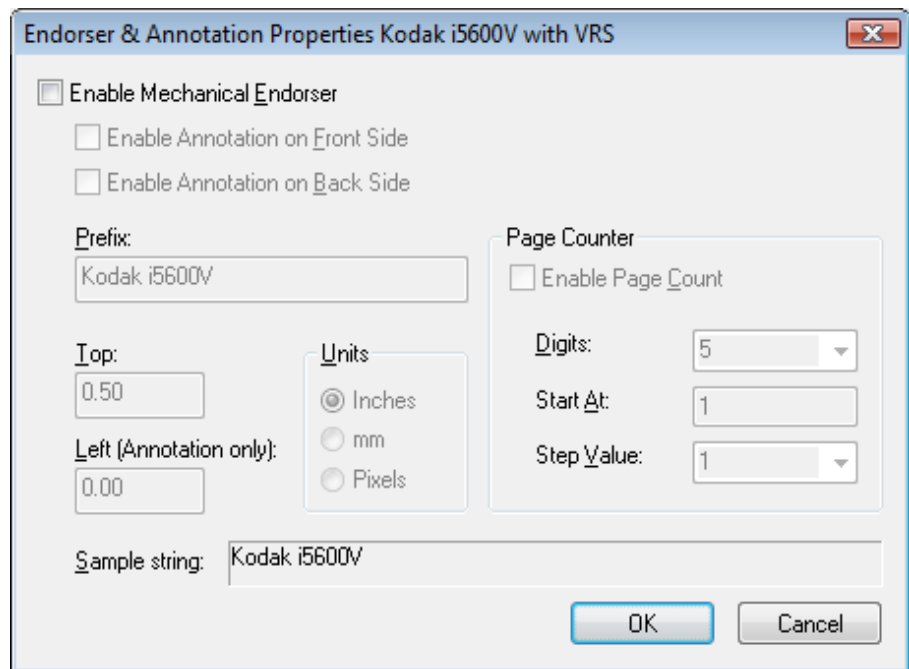 Endorser & Annotation Properties Kodak i5600V with VRS
Enable Mechanical Endorser
Enable Annotation on Front Side
Enable Annotation on Back Side
Prefix:
Kodak i5600V
Top:
0.50
Left (Annotation only):
0.00
Units
Inches
mm
Pixels
Page Counter
Enable Page Count
Digits:
5
Start At:
1
Step Value:
1
Sample string:
Kodak i5600V
OK
Cancel